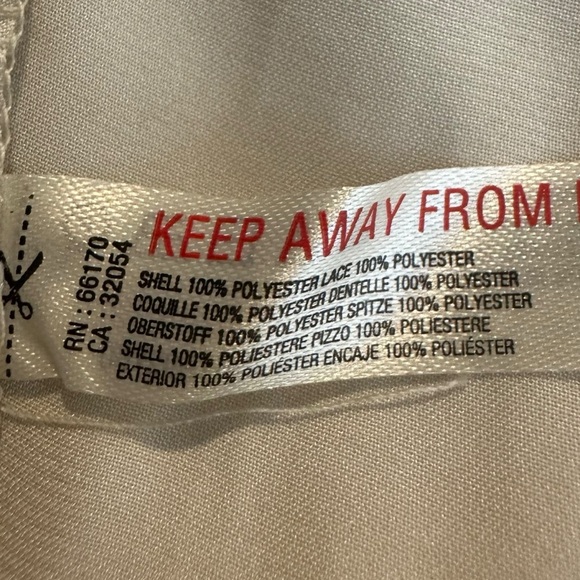 RN : 66170
CA : 32054
KEEP AWAY FROM
SHELL 100% POLYESTER LACE 100% POLYESTER
COQUILLE 100% POLYESTER DENTELLE 100% POLYESTER
OBERSTOFF 100% POLYESTER SPITZE 100% POLYESTER
SHELL 100% POLIESTERE PIZZO 100% POLIESTERE
EXTERIOR 100% POLIÉSTER ENCAJE 100% POLIÉSTER